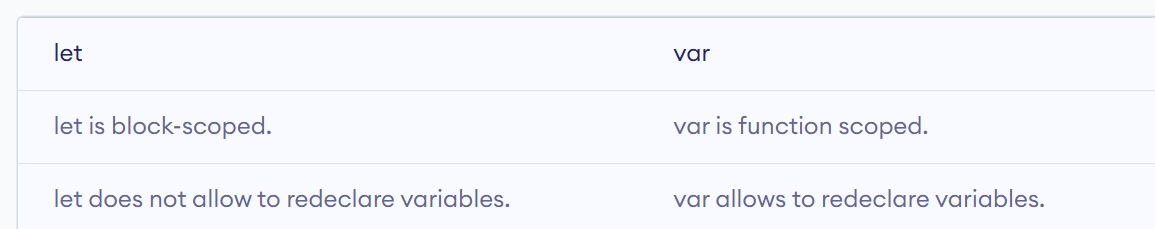 let var
let is block-scoped. var is function scoped.
let does not allow to redeclare variables. var allows to redeclare variables.